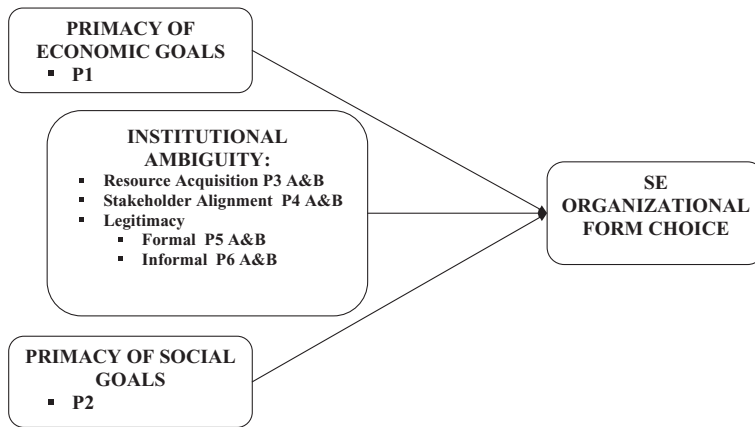 PRIMACY OF
ECONOMIC GOALS
▪ P1
INSTITUTIONAL
AMBIGUITY:
▪ Resource Acquisition P3 A&B
▪ Stakeholder Alignment P4 A&B
▪ Legitimacy
▪ Formal P5 A&B
▪ Informal P6 A&B
SE
ORGANIZATIONAL
FORM CHOICE
PRIMACY OF SOCIAL
GOALS
▪ P2